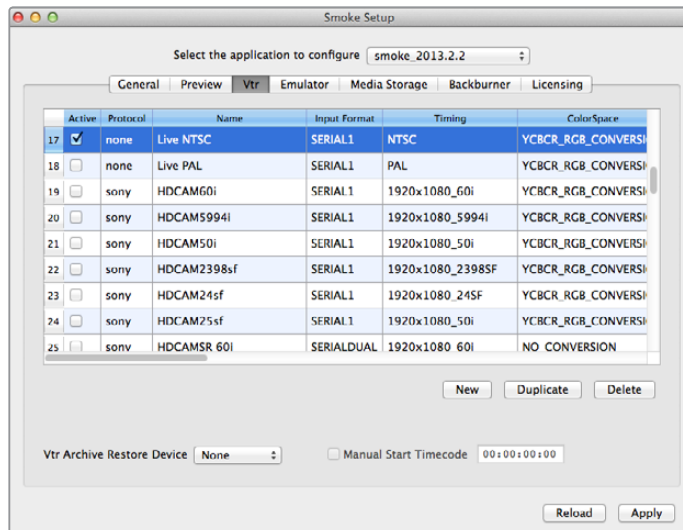 Smoke Setup
Select the application to configure smoke_2013.2.2
General Preview Vtr Emulator Media Storage Backburner Licensing
Active Protocol Name Input Format Timing ColorSpace
17 none Live NTSC SERIAL1 NTSC YCBCR_RGB_CONVERSI
18 none Live PAL SERIAL1 PAL YCBCR_RGB_CONVERSI
19 sony HDCAM60i SERIAL1 1920x1080_60i YCBCR_RGB_CONVERSI
20 sony HDCAM5994i SERIAL1 1920x1080_5994i YCBCR_RGB_CONVERSI
21 sony HDCAM50i SERIAL1 1920x1080_50i YCBCR_RGB_CONVERSI
22 sony HDCAM2398sf SERIAL1 1920x1080_2398SF YCBCR_RGB_CONVERSI
23 sony HDCAM24sf SERIAL1 1920x1080_24SF YCBCR_RGB_CONVERSI
24 sony HDCAM25sf SERIAL1 1920x1080_50i YCBCR_RGB_CONVERSI
25 sony HDCAMSR 60i SERIALDUAL 1920x1080 60i NO CONVERSION
New Duplicate Delete
Vtr Archive Restore Device None Manual Start Timecode 00:00:00:00
Reload Apply